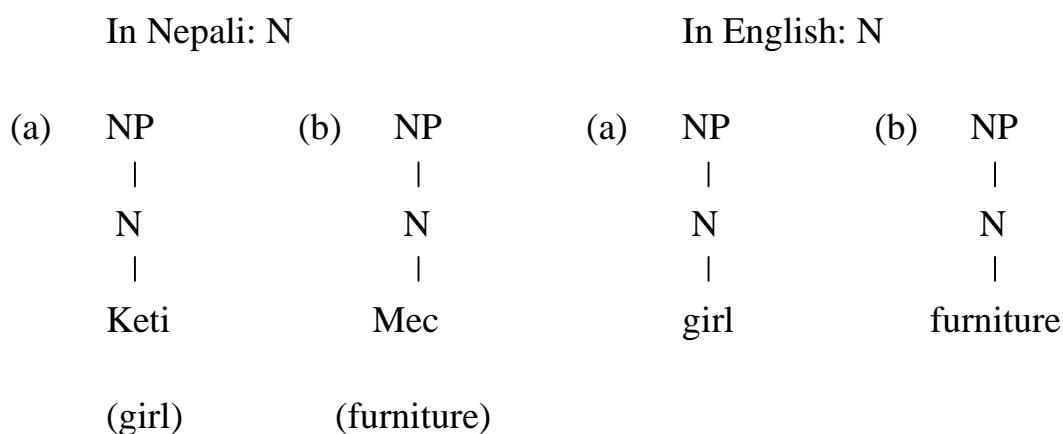 In Nepali: N In English: N
(a) NP (b) NP (a) NP (b) NP
| | | |
N N N N
| | | |
Keti Mec girl furniture
(girl) (furniture)